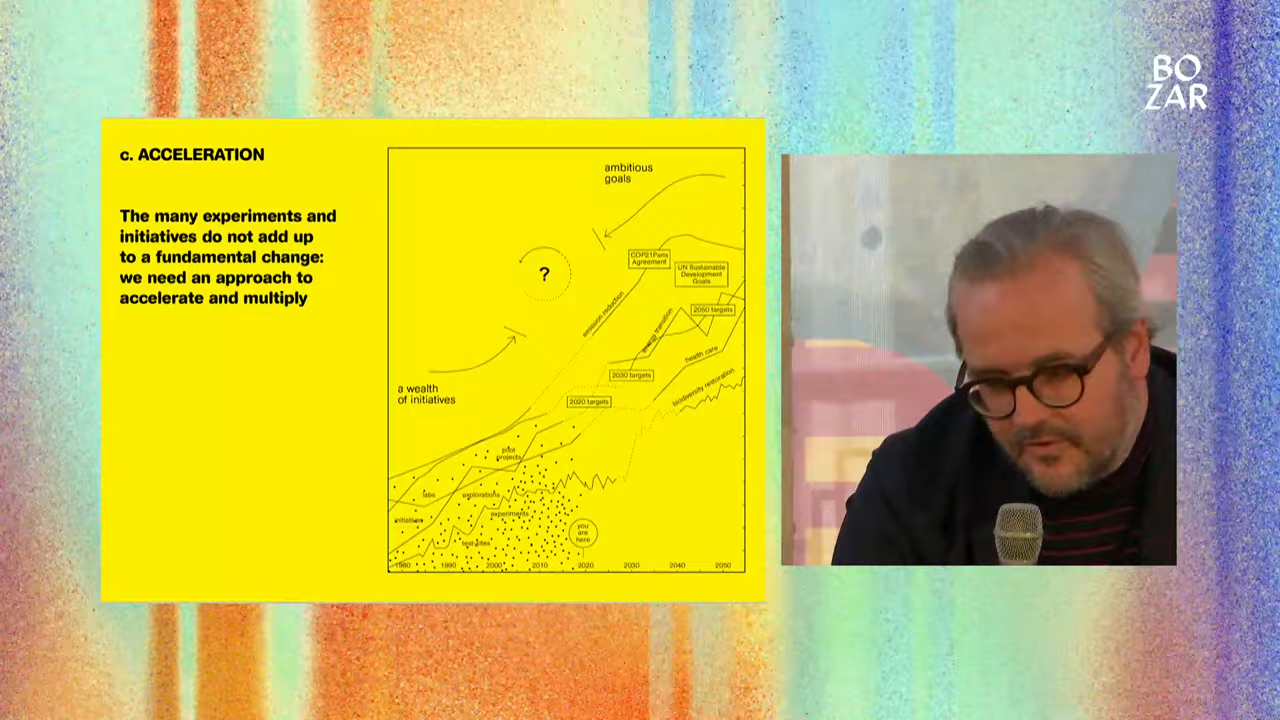 BO
ZAR
c. ACCELERATION
The many experiments and
initiatives do not add up
to a fundamental change:
we need an approach to
accelerate and multiply
ambitious
goals
?
COP21Paris
Agreement
UN Sustainable
Development
Goals
emission reduction
energy transition
2050 targets
health care
2030 targets
biodiversity restoration
a wealth
of initiatives
2020 targets
pilot
projects
labs
explorations
initiatives
experiments
test-sites
you
are
here
1980 1990 2000 2010 2020 2030 2040 2050